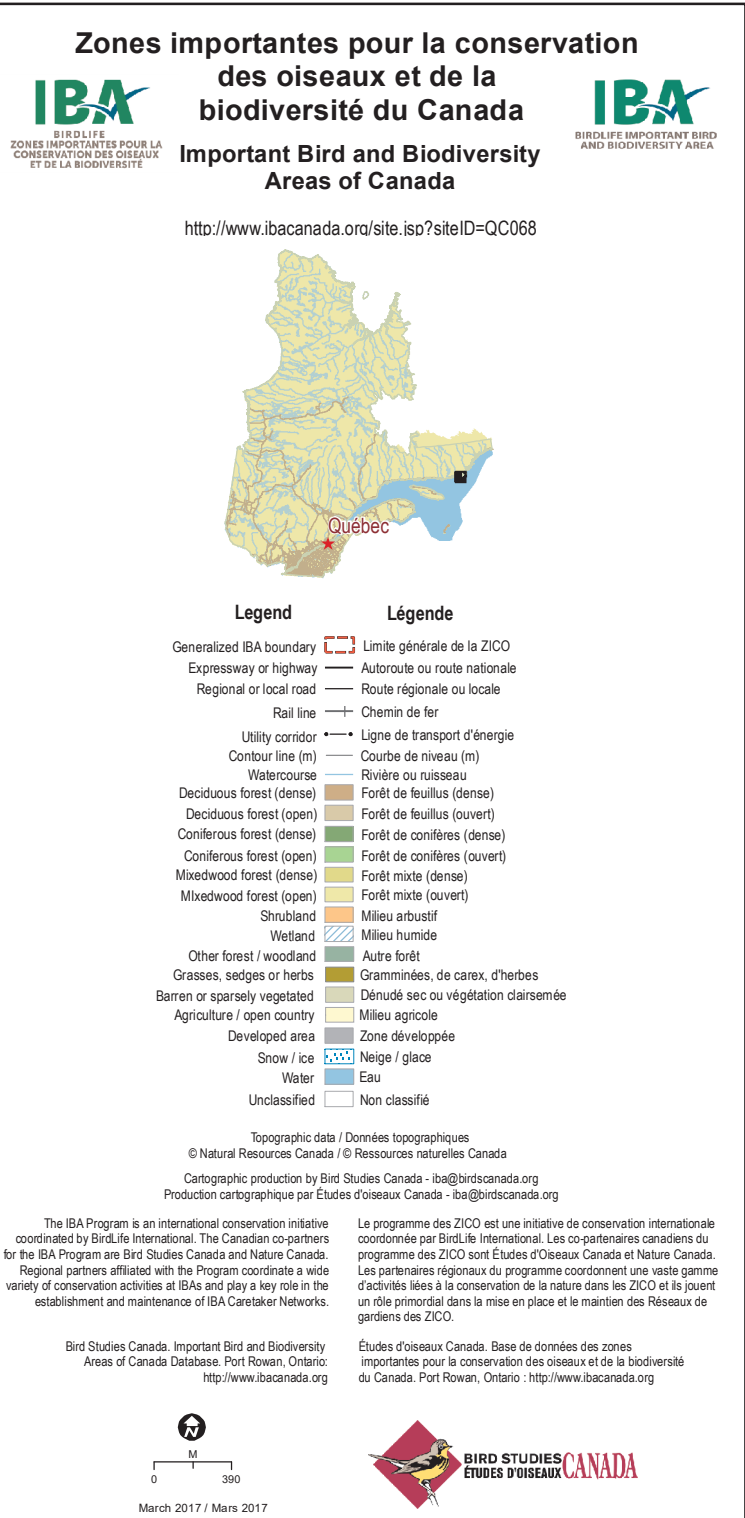 Zones importantes pour la conservation
des oiseaux et de la
biodiversité du Canada
IBA
BIRDLIFE
ZONES IMPORTANTES POUR LA
CONSERVATION DES OISEAUX
ET DE LA BIODIVERSITÉ
IBA
BIRDLIFE IMPORTANT BIRD
AND BIODIVERSITY AREA
Important Bird and Biodiversity
Areas of Canada
http://www.ibacanada.org/site.jsp?siteID=QC068
Québec
Legend Légende
Generalized IBA boundary Limite générale de la ZICO
Expressway or highway Autoroute ou route nationale
Regional or local road Route régionale ou locale
Rail line Chemin de fer
Utility corridor Ligne de transport d'énergie
Contour line (m) Courbe de niveau (m)
Watercourse Rivière ou ruisseau
Deciduous forest (dense) Forêt de feuillus (dense)
Deciduous forest (open) Forêt de feuillus (ouvert)
Coniferous forest (dense) Forêt de conifères (dense)
Coniferous forest (open) Forêt de conifères (ouvert)
Mixedwood forest (dense) Forêt mixte (dense)
MIxedwood forest (open) Forêt mixte (ouvert)
Shrubland Milieu arbustif
Wetland Milieu humide
Other forest / woodland Autre forêt
Grasses, sedges or herbs Graminées, de carex, d'herbes
Barren or sparsely vegetated Dénudé sec ou végétation clairsemée
Agriculture / open country Milieu agricole
Developed area Zone développée
Snow / ice Neige / glace
Water Eau
Unclassified Non classifié
Topographic data / Données topographiques
© Natural Resources Canada / © Ressources naturelles Canada
Cartographic production by Bird Studies Canada - iba@birdscanada.org
Production cartographique par Études d'oiseaux Canada - iba@birdscanada.org
The IBA Program is an international conservation initiative
coordinated by BirdLife International. The Canadian co-partners
for the IBA Program are Bird Studies Canada and Nature Canada.
Regional partners affiliated with the Program coordinate a wide
variety of conservation activities at IBAs and play a key role in the
establishment and maintenance of IBA Caretaker Networks.
Le programme des ZICO est une initiative de conservation internationale
coordonnée par BirdLife International. Les co-partenaires canadiens du
programme des ZICO sont Études d'Oiseaux Canada et Nature Canada.
Les partenaires régionaux du programme coordonnent une vaste gamme
d'activités liées à la conservation de la nature dans les ZICO et ils jouent
un rôle primordial dans la mise en place et le maintien des Réseaux de
gardiens des ZICO.
Bird Studies Canada. Important Bird and Biodiversity
Areas of Canada Database. Port Rowan, Ontario:
http://www.ibacanada.org
Études d'oiseaux Canada. Base de données des zones
importantes pour la conservation des oiseaux et de la biodiversité
du Canada. Port Rowan, Ontario : http://www.ibacanada.org
N
M
0 390
March 2017 / Mars 2017
BIRD STUDIES
ÉTUDES D'OISEAUX CANADA